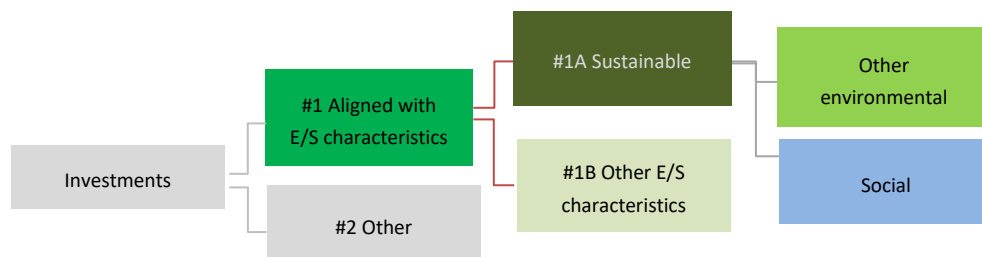 Investments
#1 Aligned with
E/S characteristics
#2 Other
#1A Sustainable
#1B Other E/S
characteristics
Other
environmental
Social